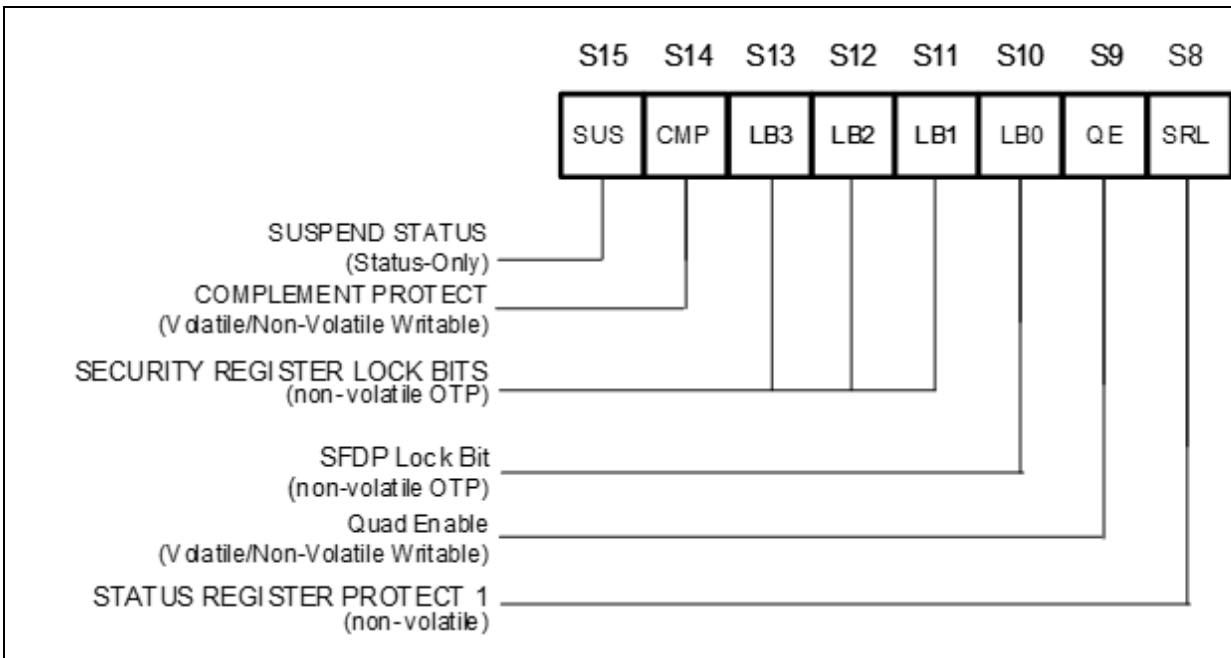 S15 S14 S13 S12 S11 S10 S9 S8
SUS CMP LB3 LB2 LB1 LB0 QE SRL
SUSPEND STATUS
(Status-Only)
COMPLEMENT PROTECT
(Volatile/Non-Volatile Writable)
SECURITY REGISTER LOCK BITS
(non-volatile OTP)
SFDP Lock Bit
(non-volatile OTP)
Quad Enable
(Volatile/Non-Volatile Writable)
STATUS REGISTER PROTECT 1
(non-volatile)